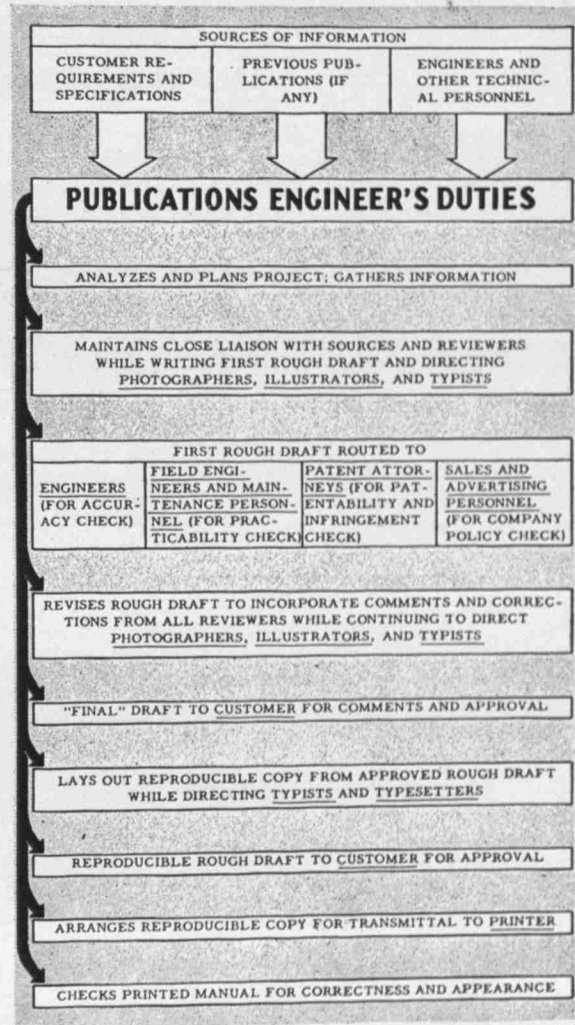 SOURCES OF INFORMATION
CUSTOMER RE-
QUIREMENTS AND
SPECIFICATIONS
PREVIOUS PUB-
LICATIONS (IF
ANY)
ENGINEERS AND
OTHER TECHNIC-
AL PERSONNEL
PUBLICATIONS ENGINEER'S DUTIES
ANALYZES AND PLANS PROJECT; GATHERS INFORMATION
MAINTAINS CLOSE LIAISON WITH SOURCES AND REVIEWERS
WHILE WRITING FIRST ROUGH DRAFT AND DIRECTING
PHOTOGRAPHERS, ILLUSTRATORS, AND TYPISTS
FIRST ROUGH DRAFT ROUTED TO
ENGINEERS
(FOR ACCUR-
ACY CHECK)
FIELD ENGI-
NEERS AND MAIN-
TENANCE PERSON-
NEL (FOR PRAC-
TICABILITY CHECK)
PATENT ATTOR-
NEYS (FOR PAT-
ENTABILITY AND
INFRINGEMENT
CHECK)
SALES AND
ADVERTISING
PERSONNEL
(FOR COMPANY
POLICY CHECK)
REVISES ROUGH DRAFT TO INCORPORATE COMMENTS AND CORREC-
TIONS FROM ALL REVIEWERS WHILE CONTINUING TO DIRECT
PHOTOGRAPHERS, ILLUSTRATORS, AND TYPISTS
"FINAL" DRAFT TO CUSTOMER FOR COMMENTS AND APPROVAL
LAYS OUT REPRODUCIBLE COPY FROM APPROVED ROUGH DRAFT
WHILE DIRECTING TYPISTS AND TYPESETTERS
REPRODUCIBLE ROUGH DRAFT TO CUSTOMER FOR APPROVAL
ARRANGES REPRODUCIBLE COPY FOR TRANSMITTAL TO PRINTER
CHECKS PRINTED MANUAL FOR CORRECTNESS AND APPEARANCE